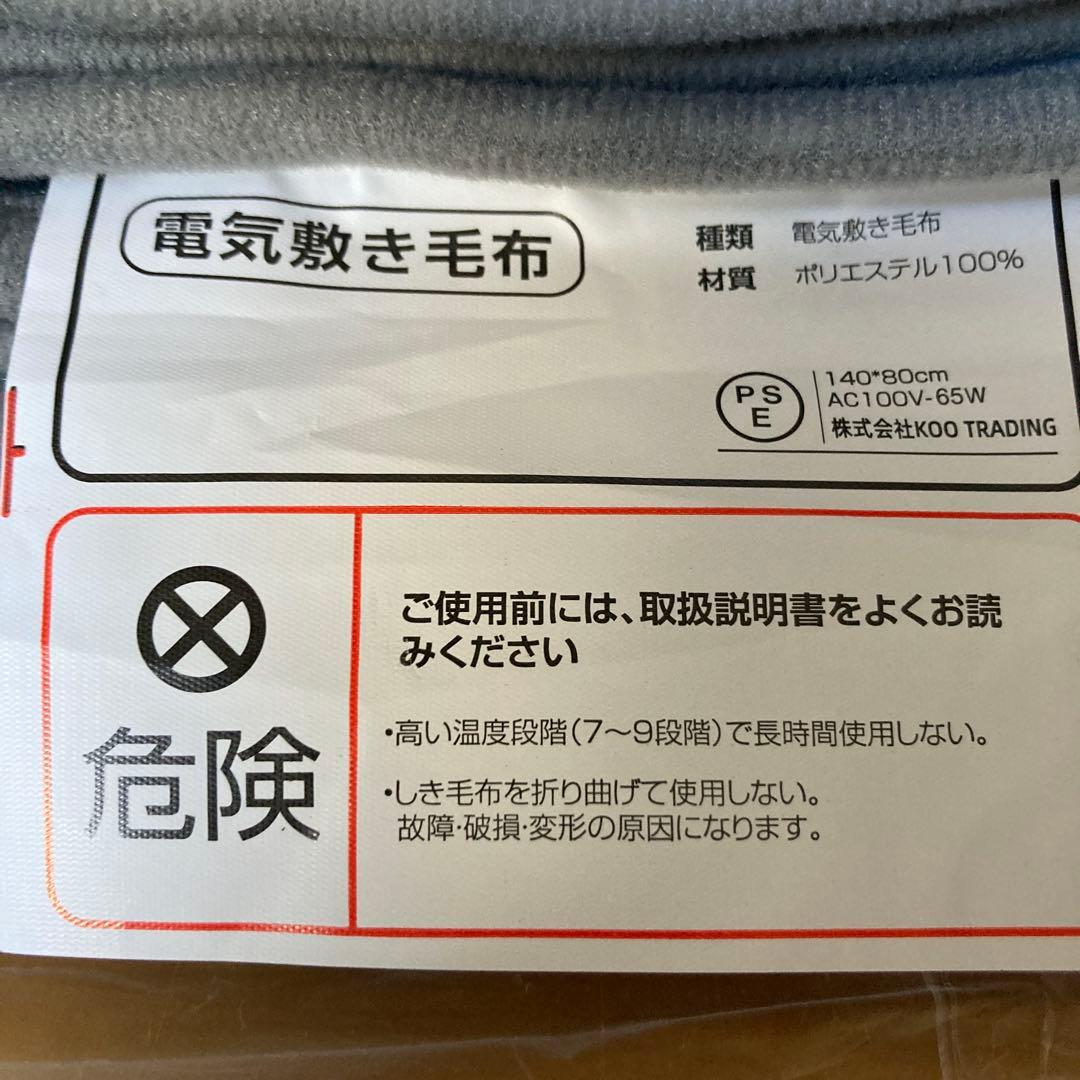 電気敷き毛布
種類 電気敷き毛布
材質 ポリエステル100%
PS
E
140*80cm
AC100V-65W
株式会社KOO TRADING
危険
ご使用前には、取扱説明書をよくお読
みください
・高い温度段階(7〜9段階)で長時間使用しない。
・しき毛布を折り曲げて使用しない。
故障・破損・変形の原因になります。